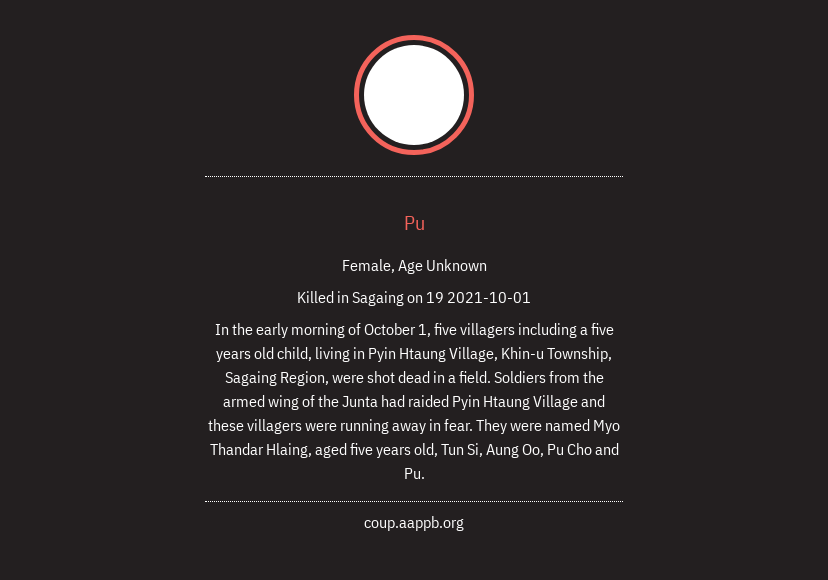 Pu
Female, Age Unknown
Killed in Sagaing on 19 2021-10-01
In the early morning of October 1, five villagers including a five
years old child, living in Pyin Htaung Village, Khin-u Township,
Sagaing Region, were shot dead in a field. Soldiers from the
armed wing of the Junta had raided Pyin Htaung Village and
these villagers were running away in fear. They were named Myo
Thandar Hlaing, aged five years old, Tun Si, Aung Oo, Pu Cho and
Pu.
coup.aappb.org